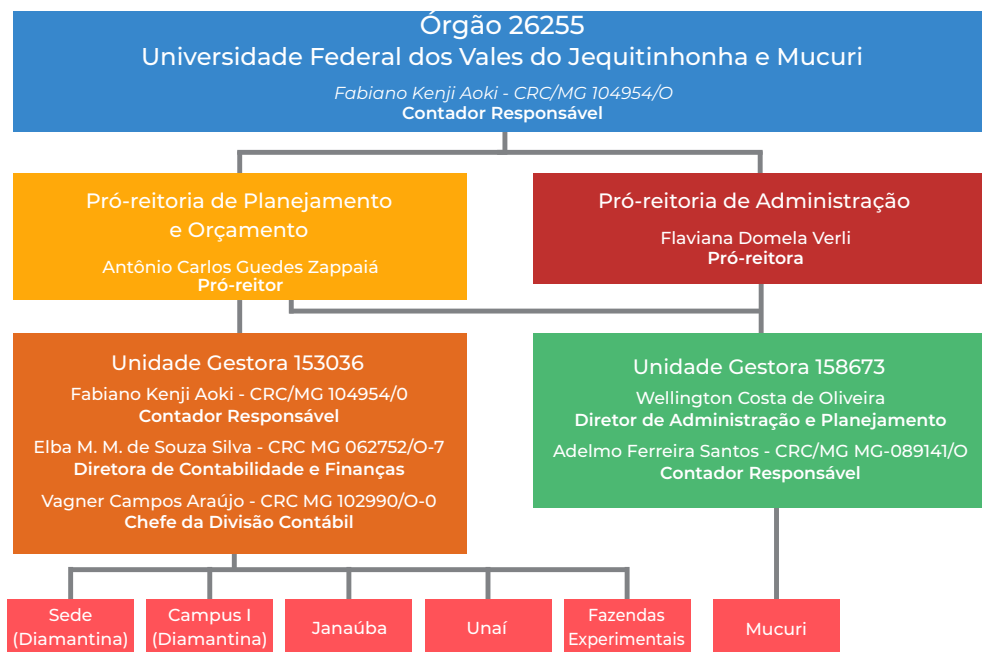 Órgão 26255
Universidade Federal dos Vales do Jequitinhonha e Mucuri
Fabiano Kenji Aoki - CRC/MG 104954/O
Contador Responsável
Pró-reitoria de Planejamento
e Orçamento
Antônio Carlos Guedes Zappaiá
Pró-reitor
Pró-reitoria de Administração
Flaviana Domela Verli
Pró-reitora
Unidade Gestora 153036
Fabiano Kenji Aoki - CRC/MG 104954/0
Contador Responsável
Elba M. M. de Souza Silva - CRC MG 062752/O-7
Diretora de Contabilidade e Finanças
Vagner Campos Araújo - CRC MG 102990/O-0
Chefe da Divisão Contábil
Unidade Gestora 158673
Wellington Costa de Oliveira
Diretor de Administração e Planejamento
Adelmo Ferreira Santos - CRC/MG MG-089141/O
Contador Responsável
Sede
(Diamantina)
Campus I
(Diamantina)
Janaúba
Unaí
Fazendas
Experimentais
Mucuri